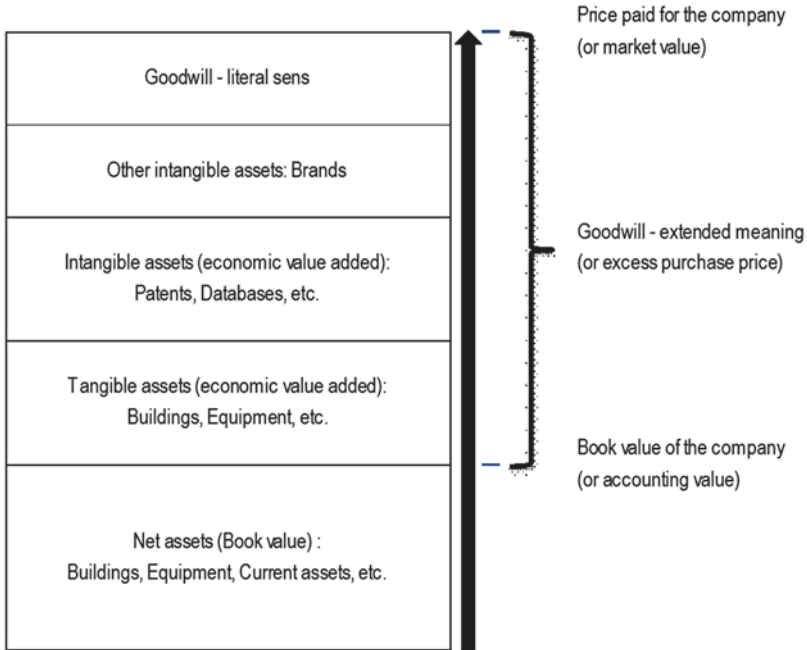 Price paid for the company
(or market value)
Goodwill - literal sens
Other intangible assets: Brands
Intangible assets (economic value added):
Patents, Databases, etc.
Goodwill - extended meaning
(or excess purchase price)
Tangible assets (economic value added):
Buildings, Equipment, etc.
Book value of the company
(or accounting value)
Net assets (Book value) :
Buildings, Equipment, Current assets, etc.